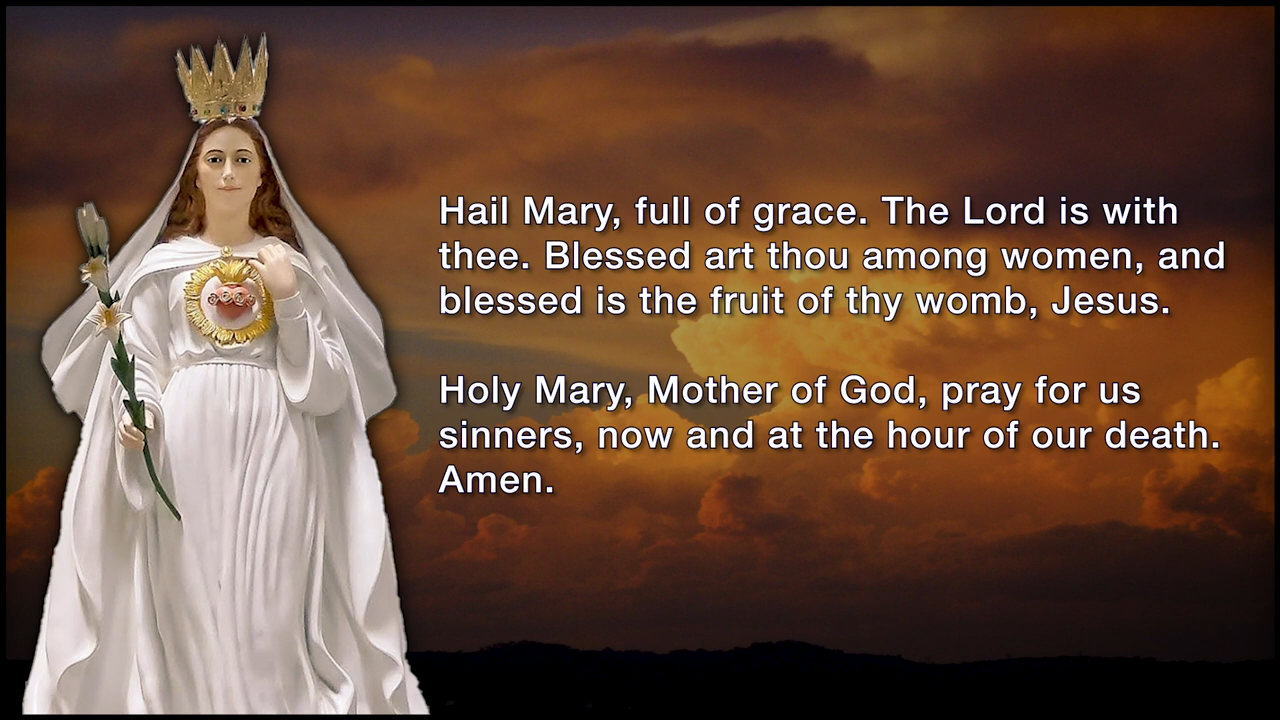 Hail Mary, full of grace. The Lord is with
thee. Blessed art thou among women, and
blessed is the fruit of thy womb, Jesus.
Holy Mary, Mother of God, pray for us
sinners, now and at the hour of our death.
Amen.